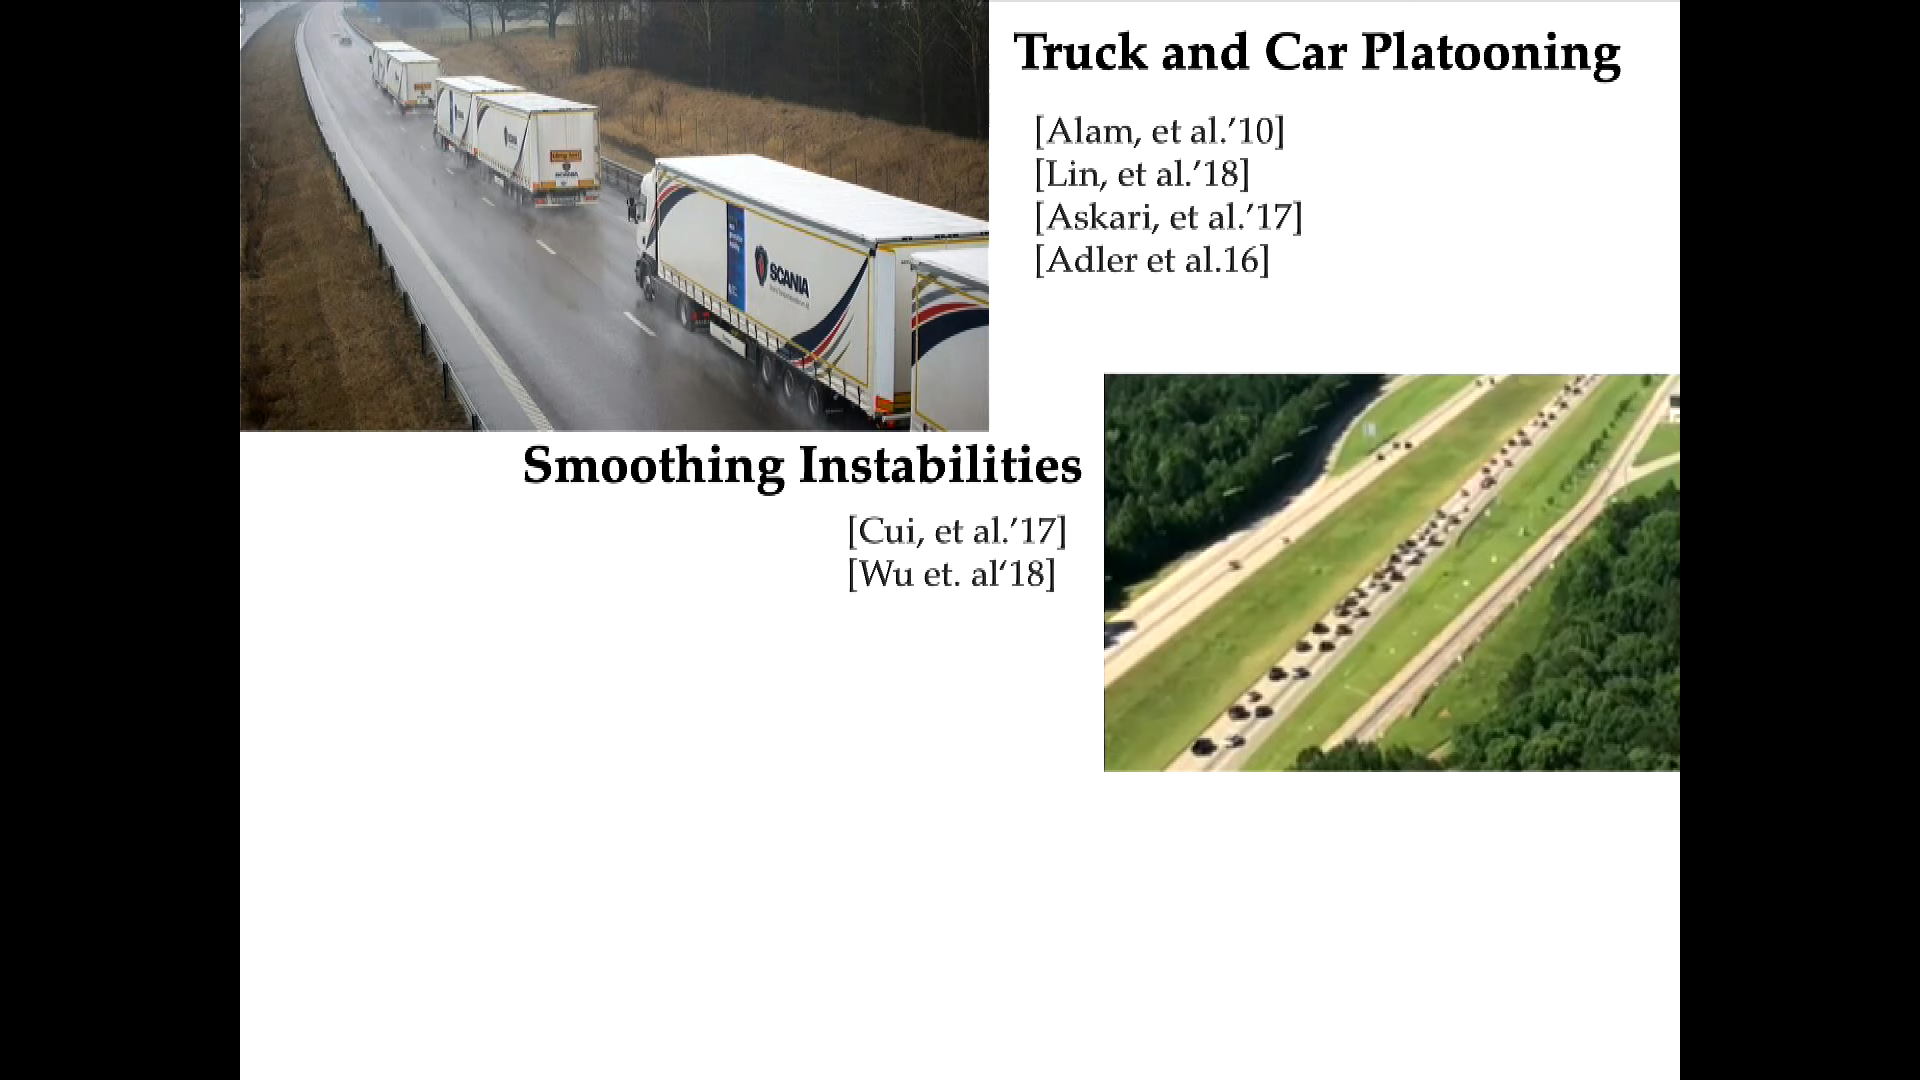 Truck and Car Platooning
[Alam, et al.’10]
[Lin, et al.’18]
[Askari, et al.’17]
[Adler et al.16]
SCANIA
SCANIA
Smoothing Instabilities
[Cui, et al.’17]
[Wu et. al‘18]